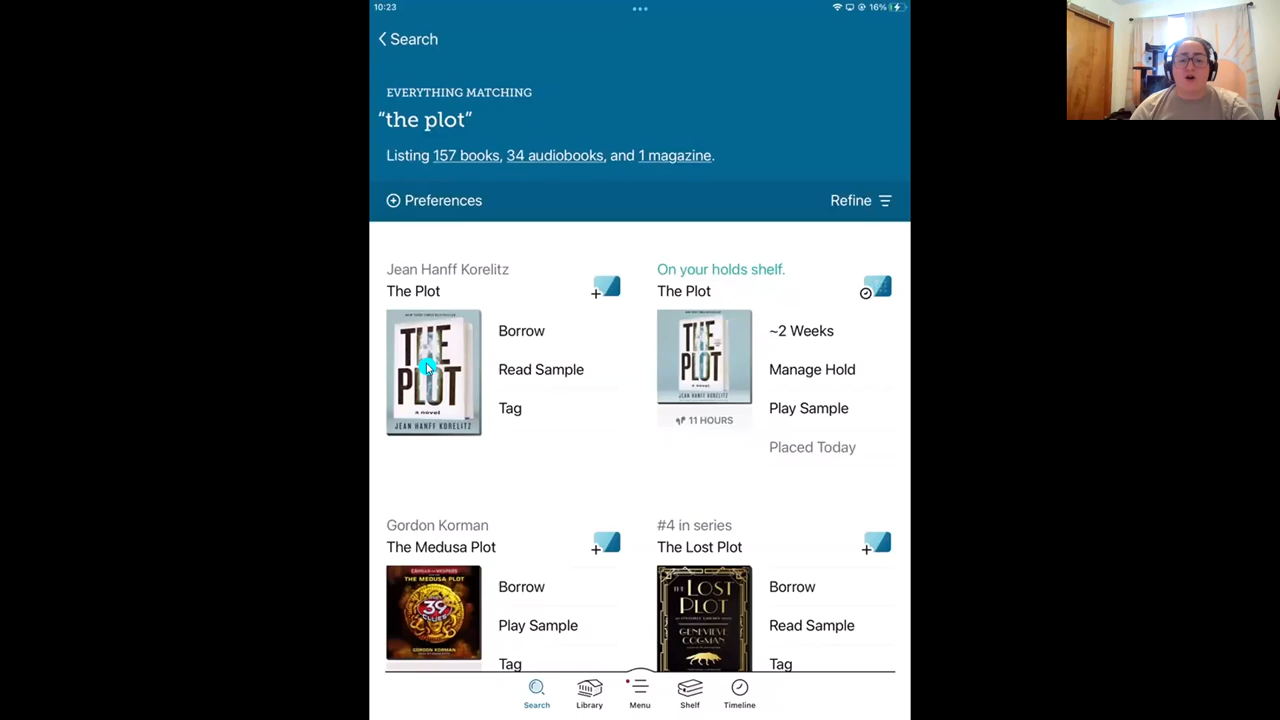 10:23
16%
Search
EVERYTHING MATCHING
“the plot”
Listing 157 books, 34 audiobooks, and 1 magazine.
Preferences
Refine
Jean Hanff Korelitz
The Plot
THE
PLOT
a novel
JEAN HANFF KORELITZ
Borrow
Read Sample
Tag
On your holds shelf.
The Plot
THE
PLOT
a novel
JEAN HANFF KORELITZ
11 HOURS
~2 Weeks
Manage Hold
Play Sample
Placed Today
Gordon Korman
The Medusa Plot
THE MEDUSA PLOT
39
CLUES
GORDON KORMAN
Borrow
Play Sample
Tag
#4 in series
The Lost Plot
THE LOST
PLOT
GENEVIEVE
COGMAN
Borrow
Read Sample
Tag
Search
Library
Menu
Shelf
Timeline